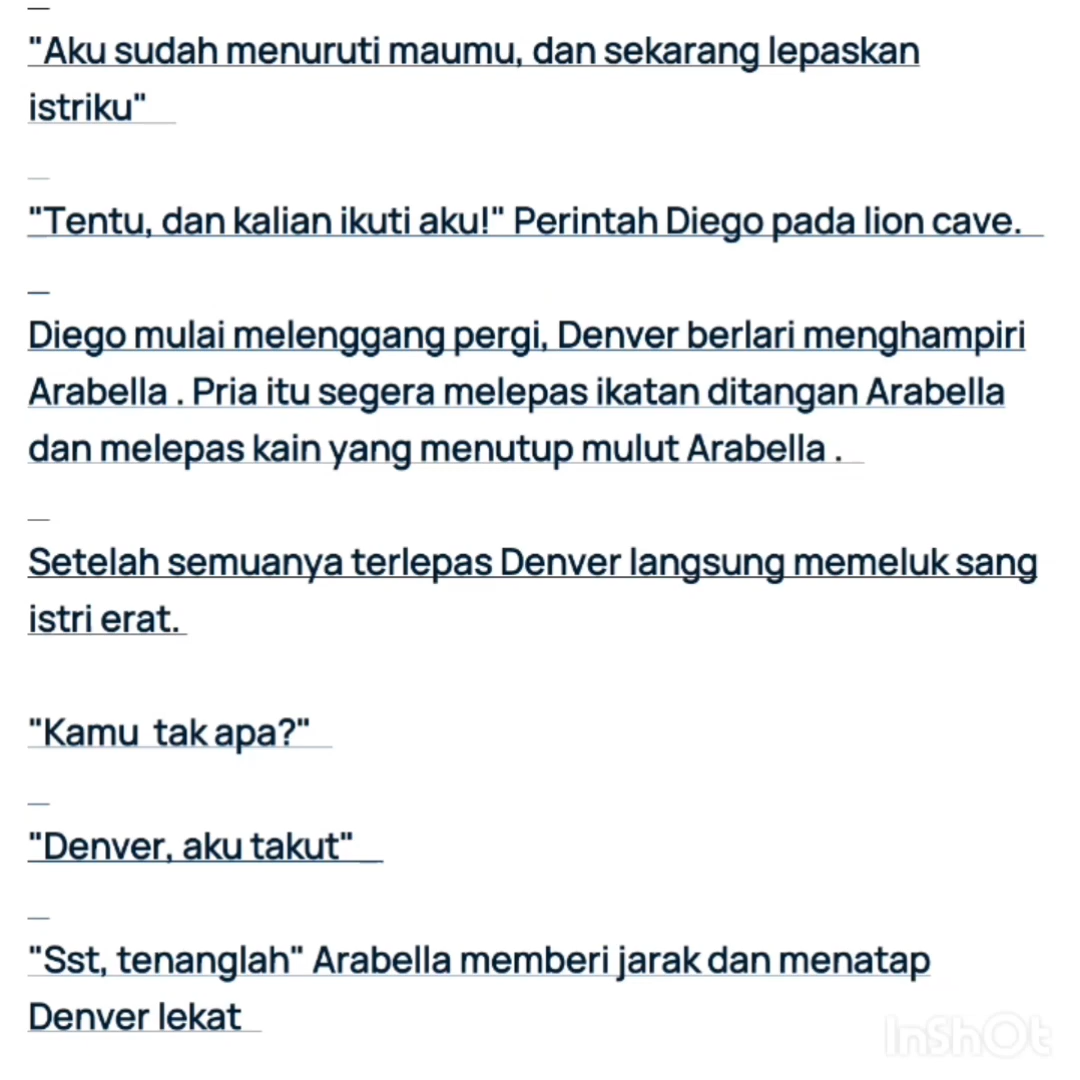 "Aku sudah menuruti maumu, dan sekarang lepaskan
istriku"
"Tentu, dan kalian ikuti aku!" Perintah Diego pada lion cave.
Diego mulai melenggang pergi, Denver berlari menghampiri
Arabella . Pria itu segera melepas ikatan ditangan Arabella
dan melepas kain yang menutup mulut Arabella .
Setelah semuanya terlepas Denver langsung memeluk sang
istri erat.
"Kamu  tak apa?"
"Denver, aku takut"
"Sst, tenanglah" Arabella memberi jarak dan menatap
Denver lekat
InShOt